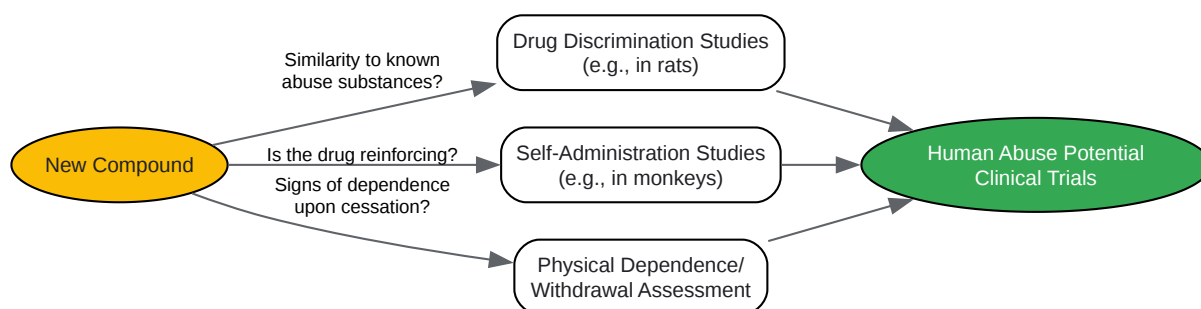 New Compound
Similarity to known
abuse substances?
Is the drug reinforcing?
Signs of dependence
upon cessation?
Drug Discrimination Studies
(e.g., in rats)
Self-Administration Studies
(e.g., in monkeys)
Physical Dependence/
Withdrawal Assessment
Human Abuse Potential
Clinical Trials